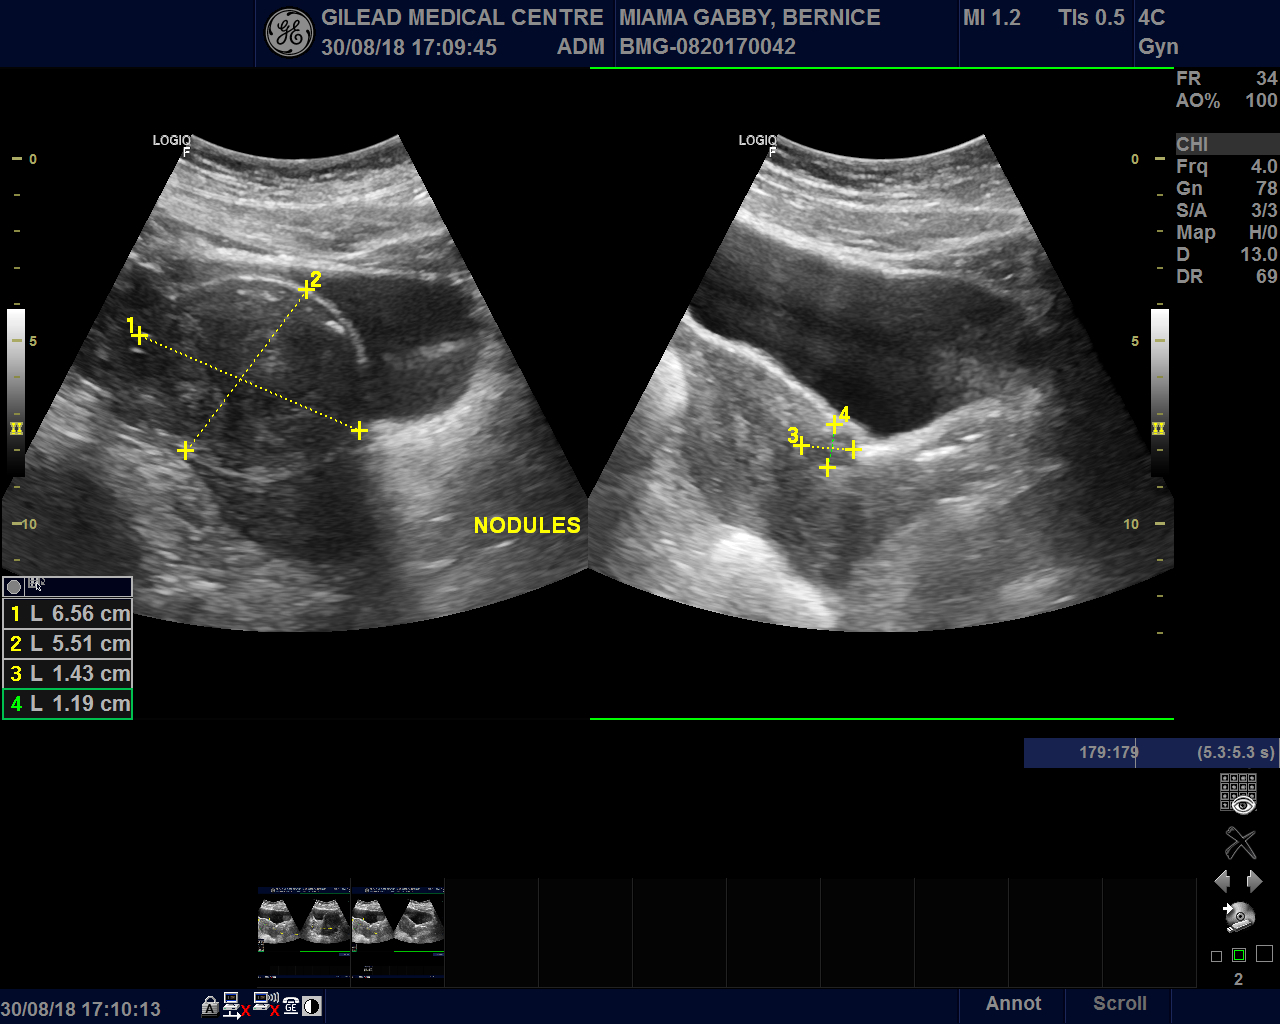 GILEAD MEDICAL CENTRE
30/08/18 17:09:45 ADM
MIAMA GABBY, BERNICE
BMG-0820170042
MI 1.2 TIs 0.5
4C
Gyn
FR 34
AO% 100
CHI
Frq 4.0
Gn 78
S/A 3/3
Map H/0
D 13.0
DR 69
LOGIQ
F
LOGIQ
F
0
5
10
0
5
10
1
2
3
4
NODULES
1 L 6.56 cm
2 L 5.51 cm
3 L 1.43 cm
4 L 1.19 cm
179:179 (5.3:5.3 s)
2
30/08/18 17:10:13
Annot
Scroll